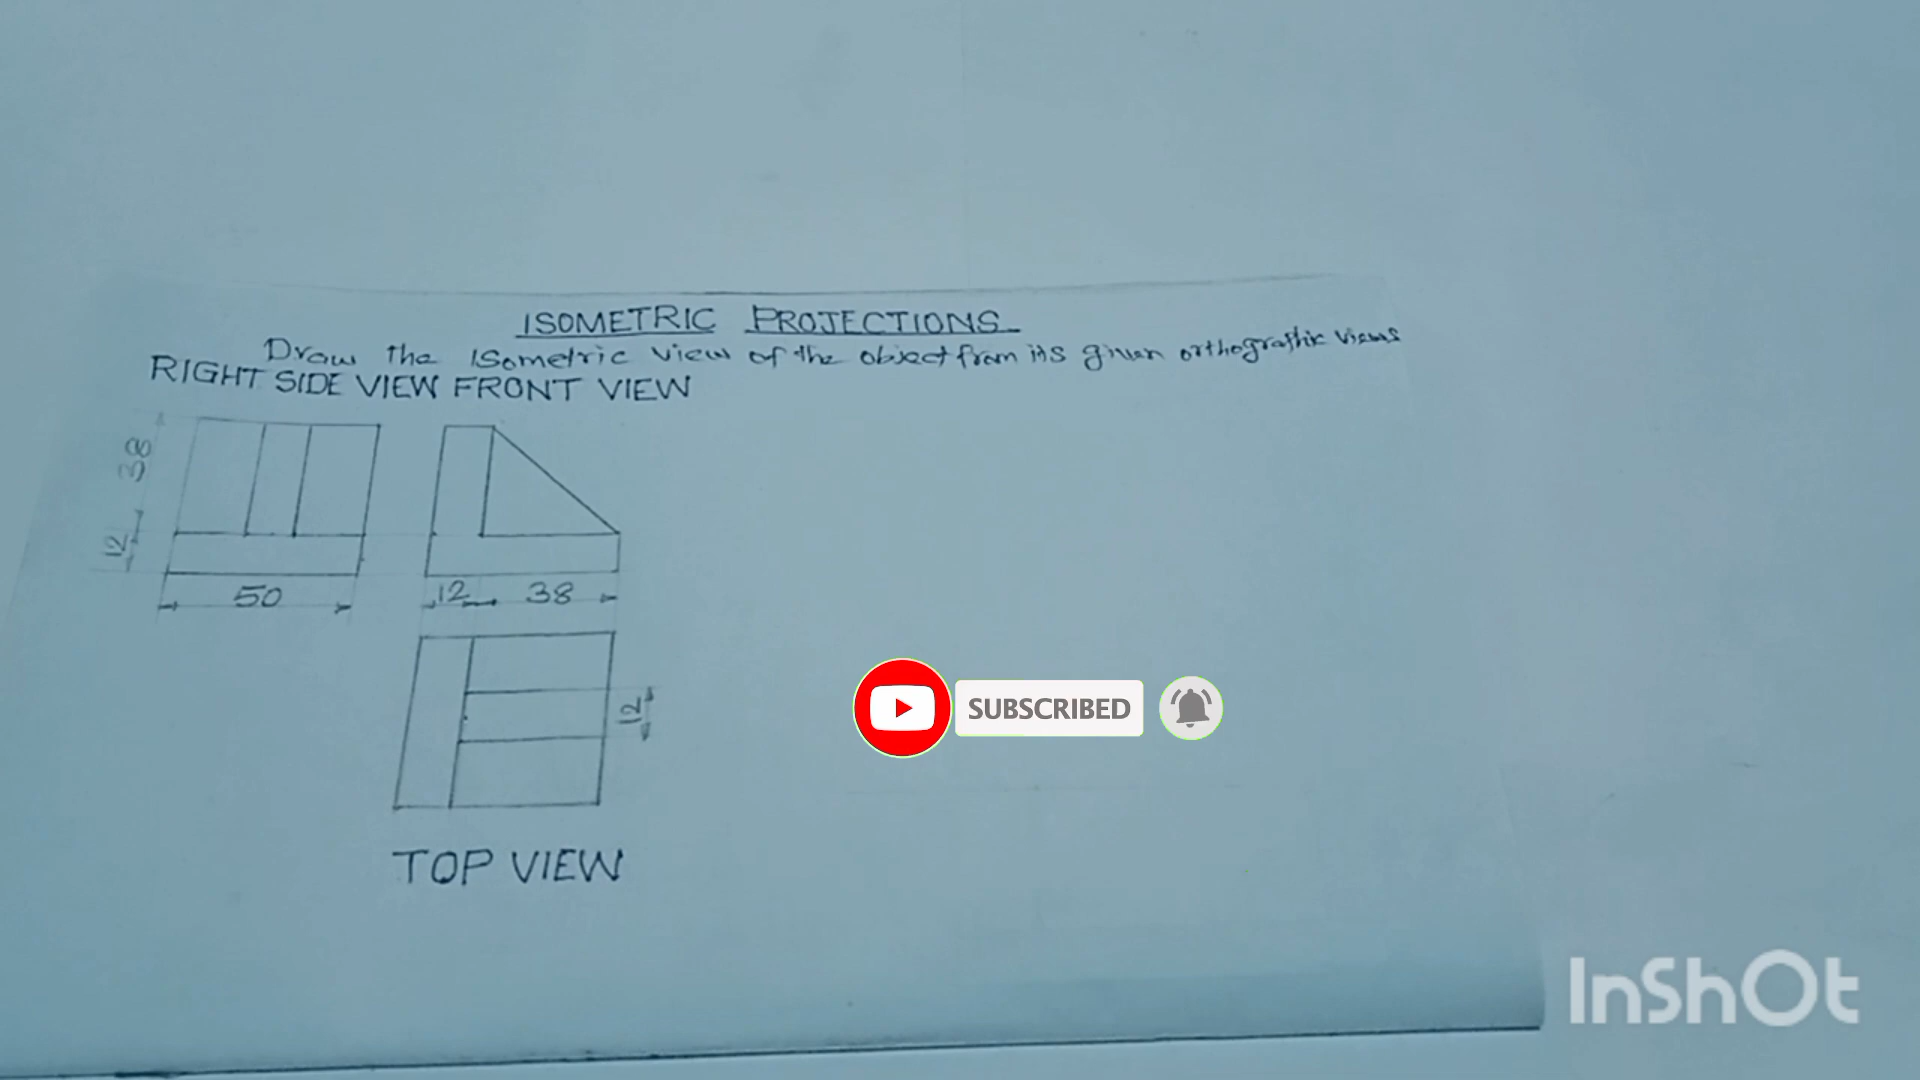 ISOMETRIC PROJECTIONS
Draw the Isometric view of the object from its given orthographic views
RIGHT SIDE VIEW FRONT VIEW
38
12
50
12 38
12
SUBSCRIBED
TOP VIEW
InShOt